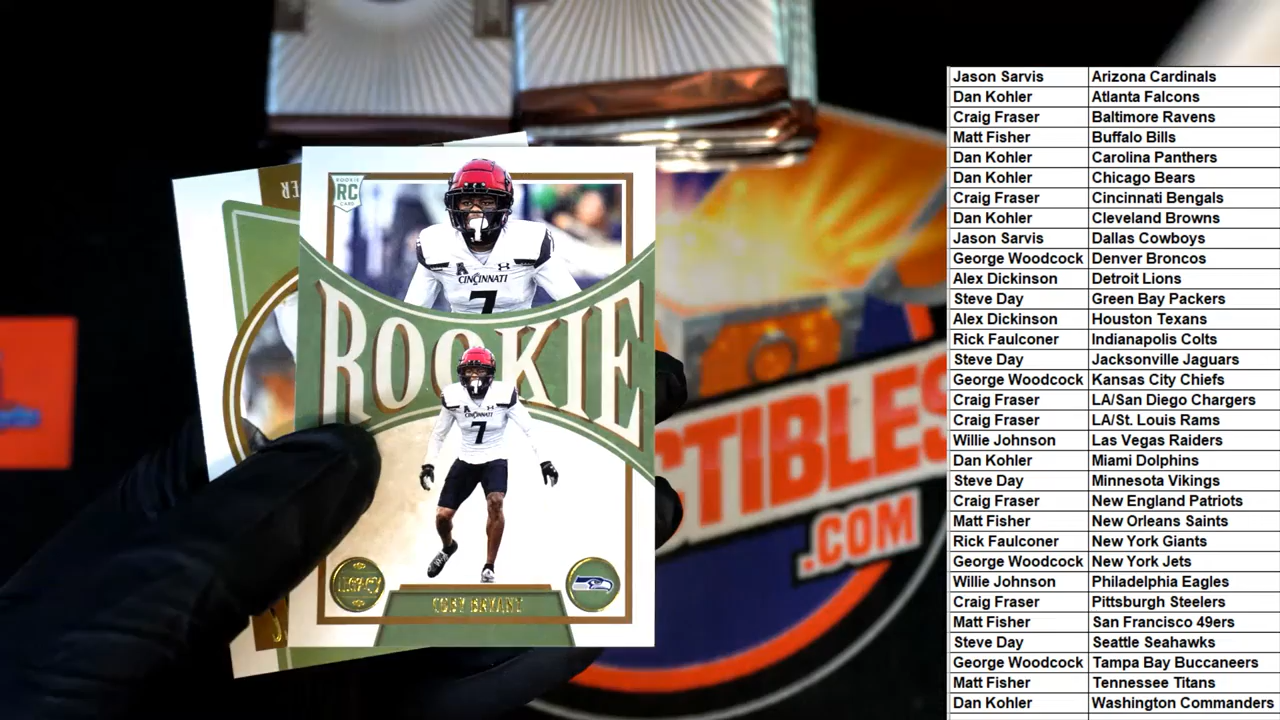 ER
ROOKIE
RC
CARD
CINCINNATI
7
ROOKIE
CINCINNATI
7
LEGACY
COBY BRYANT
CTIBLES
.COM
Jason Sarvis Arizona Cardinals
Dan Kohler Atlanta Falcons
Craig Fraser Baltimore Ravens
Matt Fisher Buffalo Bills
Dan Kohler Carolina Panthers
Dan Kohler Chicago Bears
Craig Fraser Cincinnati Bengals
Dan Kohler Cleveland Browns
Jason Sarvis Dallas Cowboys
George Woodcock Denver Broncos
Alex Dickinson Detroit Lions
Steve Day Green Bay Packers
Alex Dickinson Houston Texans
Rick Faulconer Indianapolis Colts
Steve Day Jacksonville Jaguars
George Woodcock Kansas City Chiefs
Craig Fraser LA/San Diego Chargers
Craig Fraser LA/St. Louis Rams
Willie Johnson Las Vegas Raiders
Dan Kohler Miami Dolphins
Steve Day Minnesota Vikings
Craig Fraser New England Patriots
Matt Fisher New Orleans Saints
Rick Faulconer New York Giants
George Woodcock New York Jets
Willie Johnson Philadelphia Eagles
Craig Fraser Pittsburgh Steelers
Matt Fisher San Francisco 49ers
Steve Day Seattle Seahawks
George Woodcock Tampa Bay Buccaneers
Matt Fisher Tennessee Titans
Dan Kohler Washington Commanders